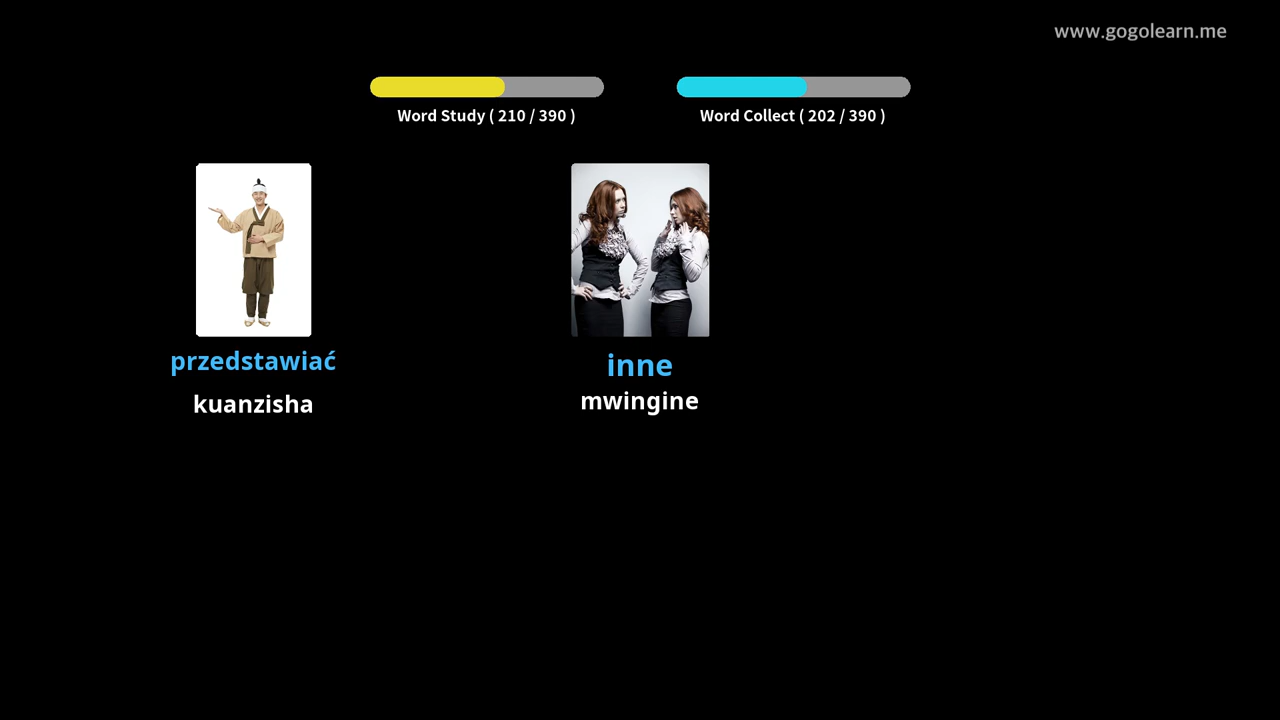 www.gogolearn.me
Word Study ( 210 / 390 )
Word Collect ( 202 / 390 )
przedstawiać
kuanzisha
inne
mwingine